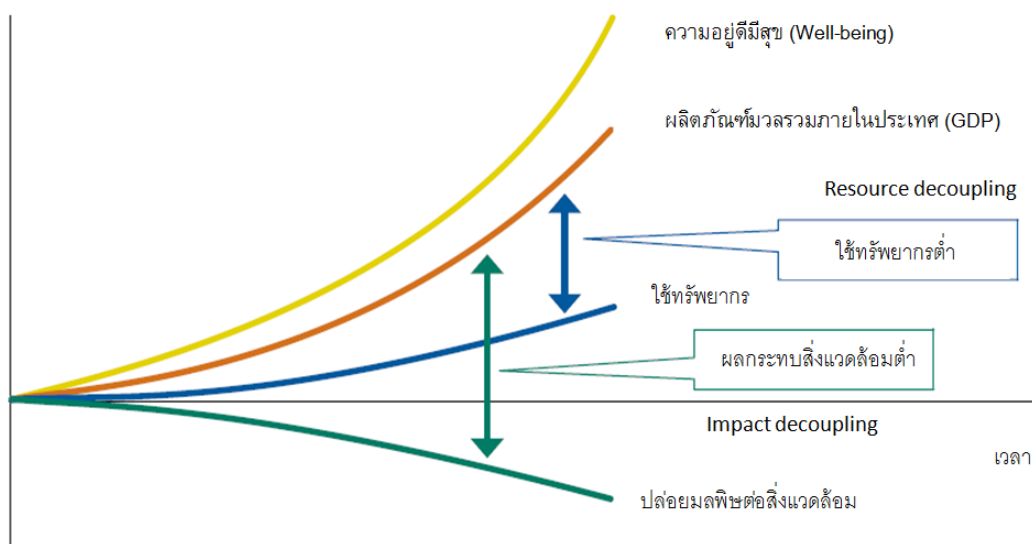 ความอยู่ดีมีสุข (Well-being)
ผลิตภัณฑ์มวลรวมภายในประเทศ (GDP)
Resource decoupling
ใช้ทรัพยากรต่ำ
ใช้ทรัพยากร
ผลกระทบสิ่งแวดล้อมต่ำ
Impact decoupling
เวลา
ปล่อยมลพิษต่อสิ่งแวดล้อม